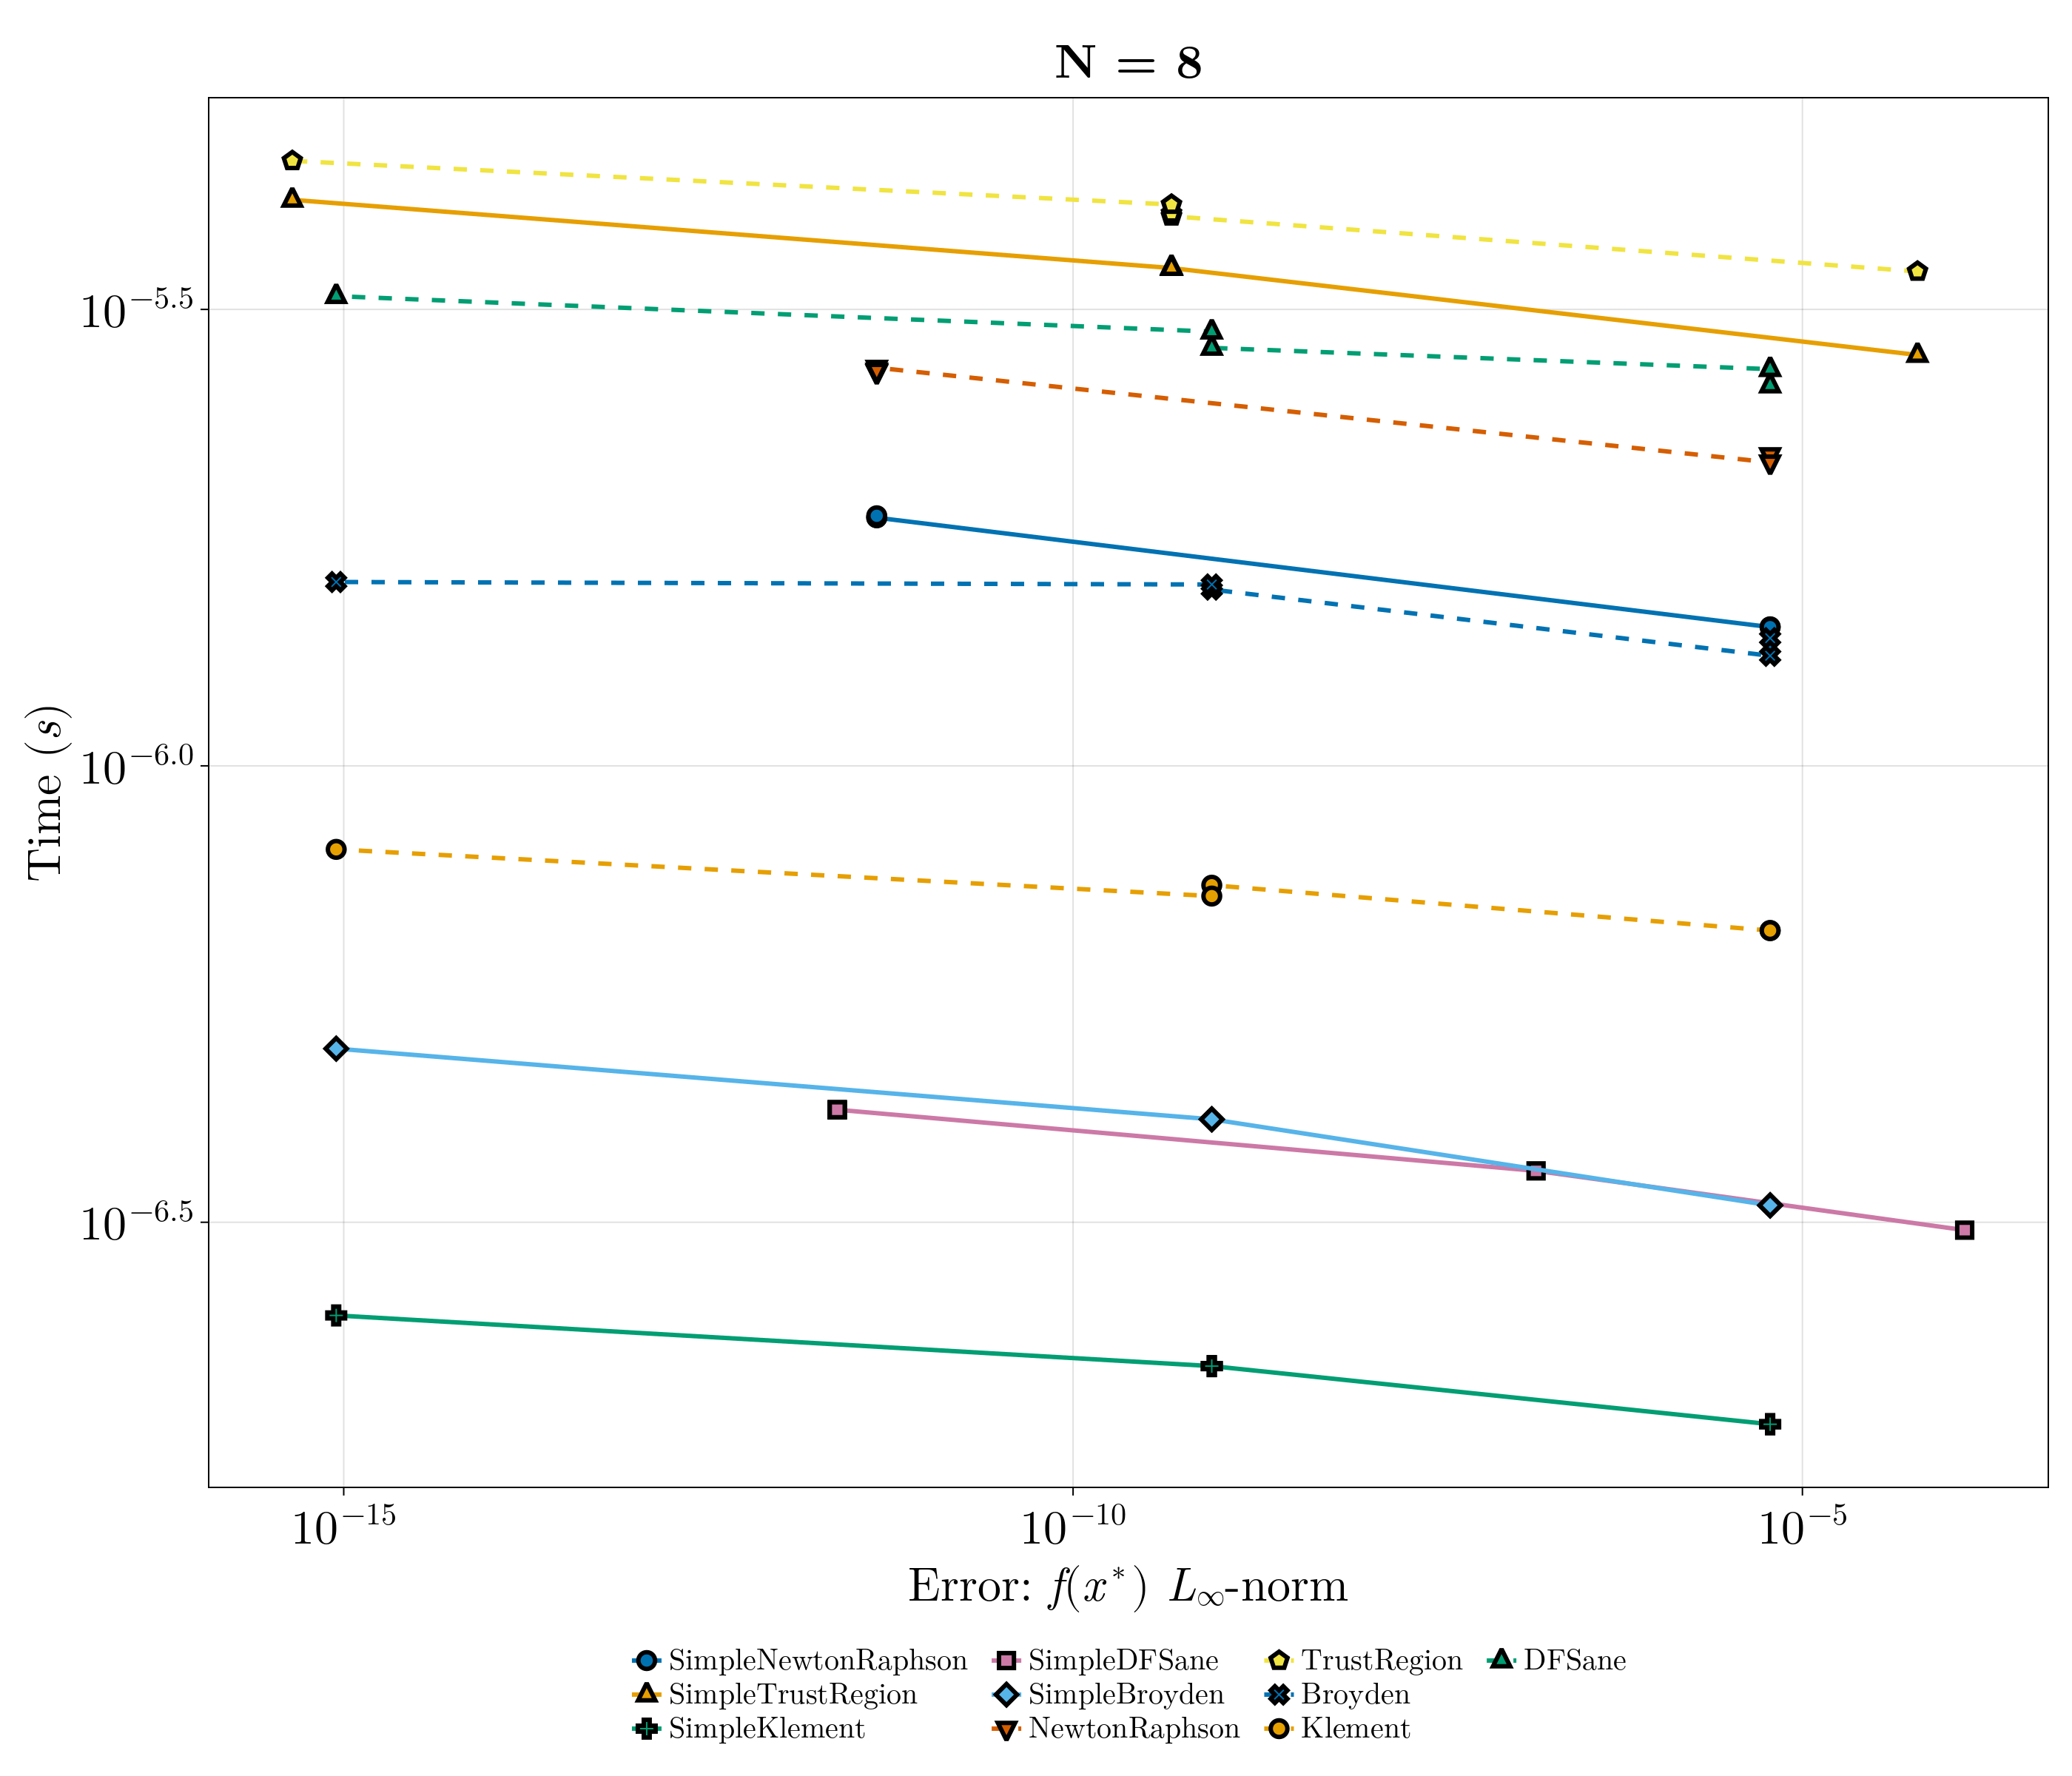 N = 8
Time (s)
10^−5.5
10^−6.0
10^−6.5
10^−15 10^−10 10^−5
Error: f(x*) L∞-norm
SimpleNewtonRaphson SimpleDFSane TrustRegion DFSane
SimpleTrustRegion SimpleBroyden Broyden
SimpleKlement NewtonRaphson Klement